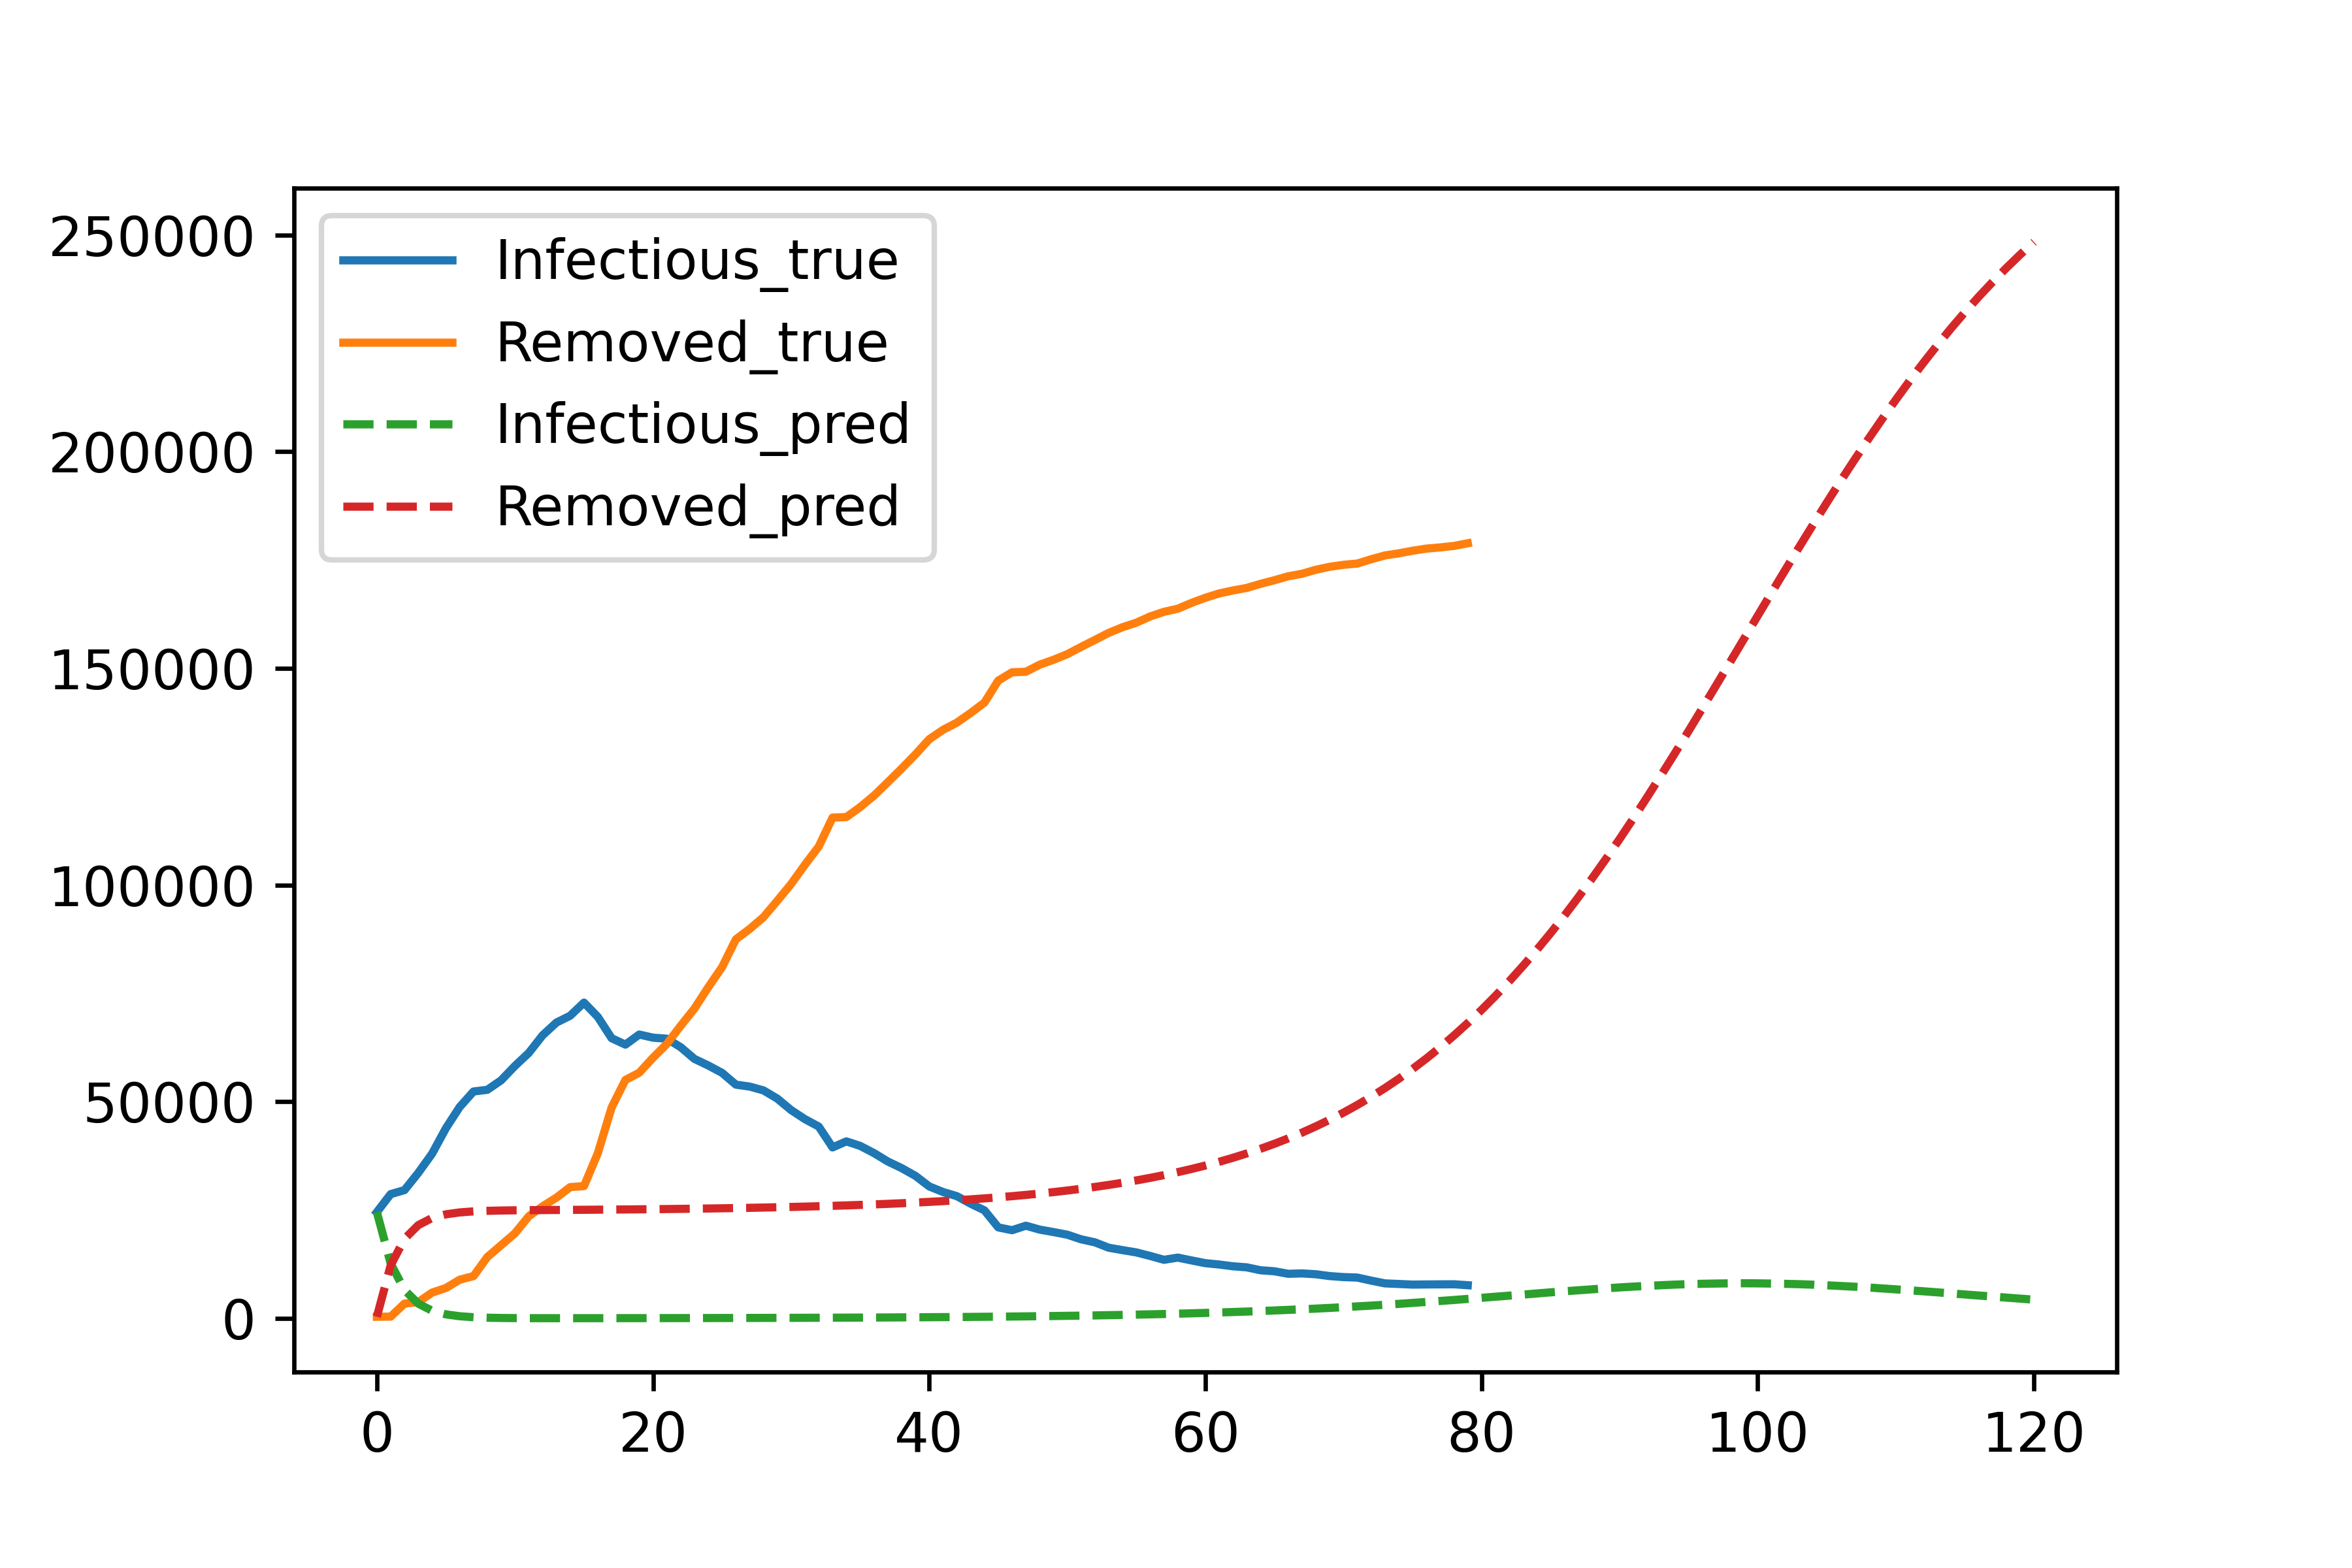 250000
200000
150000
100000
50000
0
Infectious_true
Removed_true
Infectious_pred
Removed_pred
0 20 40 60 80 100 120